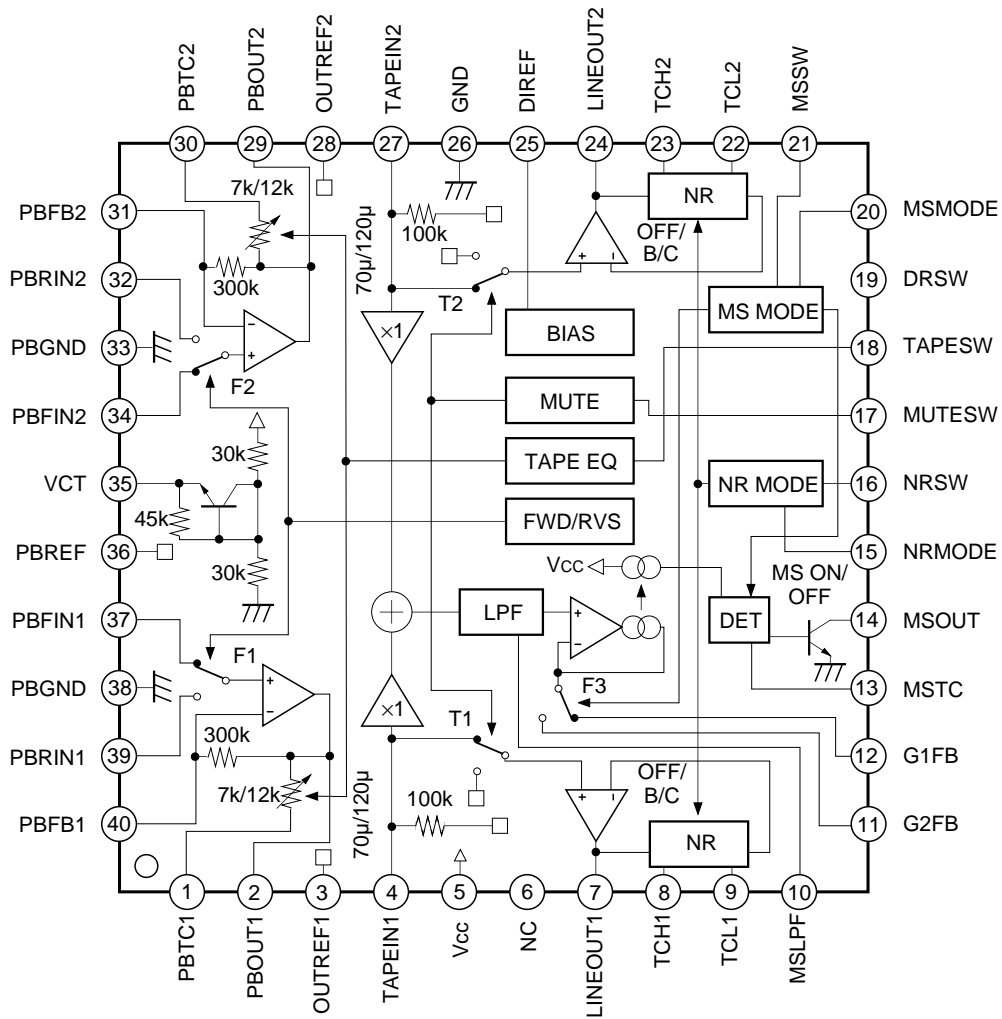 PBTC2
PBOUT2
OUTREF2
TAPEIN2
GND
DIREF
LINEOUT2
TCH2
TCL2
MSSW
30
29
28
27
26
25
24
23
22
21
PBFB2
31
7k/12k
300k
70μ/120μ
100k
T2
NR
OFF/
B/C
20
MSMODE
PBRIN2
32
19
DRSW
MS MODE
PBGND
33
×1
BIAS
18
TAPESW
PBFIN2
34
F2
MUTE
17
MUTESW
30k
TAPE EQ
VCT
35
NR MODE
16
NRSW
45k
FWD/RVS
PBREF
36
30k
Vcc
15
NRMODE
MS ON/
OFF
PBFIN1
37
LPF
DET
14
MSOUT
F1
F3
PBGND
38
×1
13
MSTC
T1
300k
PBRIN1
39
12
G1FB
7k/12k
70μ/120μ
100k
OFF/
B/C
PBFB1
40
NR
11
G2FB
+
−
+
−
+
−
+
−
+
−
1
2
3
4
5
6
7
8
9
10
PBTC1
PBOUT1
OUTREF1
TAPEIN1
Vcc
NC
LINEOUT1
TCH1
TCL1
MSLPF